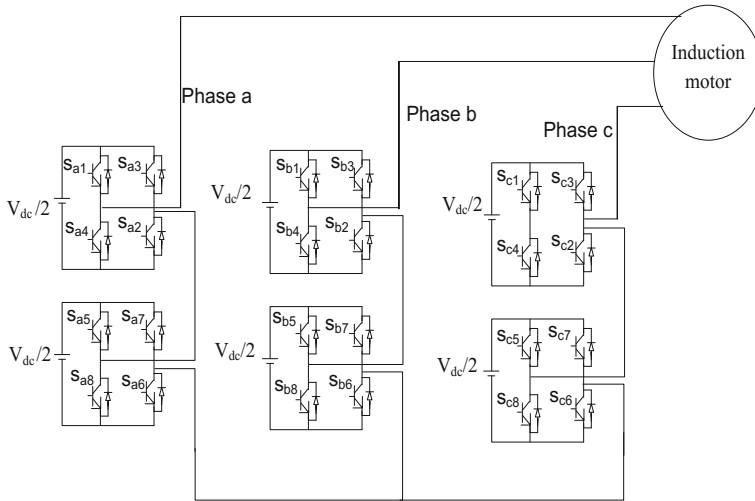 Induction
motor
Phase a
Phase b
Phase c
Sa1
Sa3
Vdc/2
Sa4
Sa2
Sb1
Sb3
Vdc/2
Sb4
Sb2
Sc1
Sc3
Vdc/2
Sc4
Sc2
Sa5
Sa7
Vdc/2
Sa8
Sa6
Sb5
Sb7
Vdc/2
Sb8
Sb6
Sc5
Sc7
Vdc/2
Sc8
Sc6